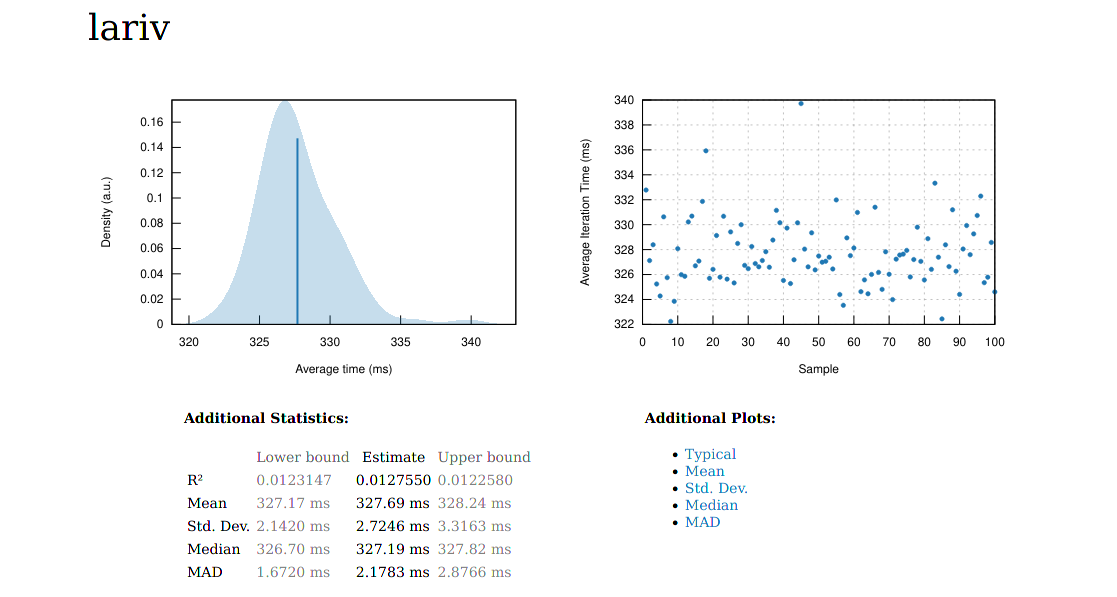 lariv
0.16
0.14
0.12
0.1
0.08
0.06
0.04
0.02
0
Density (a.u.)
320 325 330 335 340
Average time (ms)
340
338
336
334
332
330
328
326
324
322
Average Iteration Time (ms)
0 10 20 30 40 50 60 70 80 90 100
Sample
Additional Statistics:
Lower bound Estimate Upper bound
R² 0.0123147 0.0127550 0.0122580
Mean 327.17 ms 327.69 ms 328.24 ms
Std. Dev. 2.1420 ms 2.7246 ms 3.3163 ms
Median 326.70 ms 327.19 ms 327.82 ms
MAD 1.6720 ms 2.1783 ms 2.8766 ms
Additional Plots:
Typical
Mean
Std. Dev.
Median
MAD